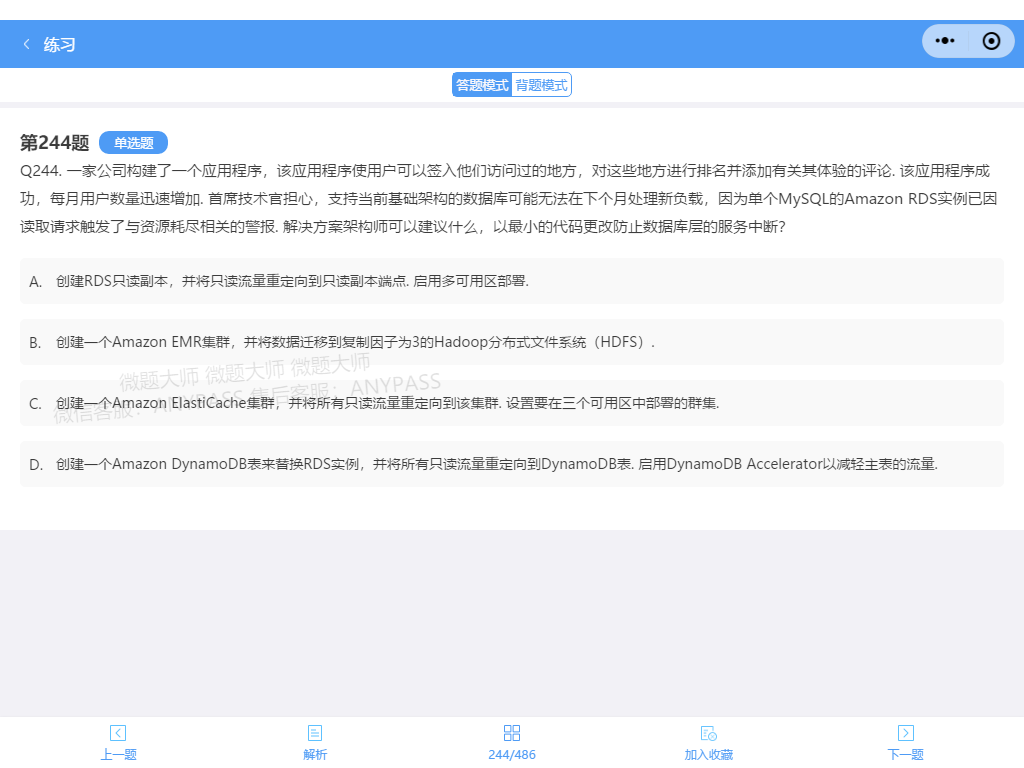 练习
答题模式 背题模式
第244题 单选题
Q244. 一家公司构建了一个应用程序，该应用程序使用户可以签入他们访问过的地方，对这些地方进行排名并添加有关其体验的评论. 该应用程序成
功，每月用户数量迅速增加. 首席技术官担心，支持当前基础架构的数据库可能无法在下个月处理新负载，因为单个MySQL的Amazon RDS实例已因
读取请求触发了与资源耗尽相关的警报. 解决方案架构师可以建议什么，以最小的代码更改防止数据库层的服务中断?
A. 创建RDS只读副本，并将只读流量重定向到只读副本端点. 启用多可用区部署.
B. 创建一个Amazon EMR集群，并将数据迁移到复制因子为3的Hadoop分布式文件系统（HDFS）.
微题大师 微题大师 微题大师
微信客服：ANYPASS 售后客服：ANYPASS
C. 创建一个Amazon ElastiCache集群，并将所有只读流量重定向到该集群. 设置要在三个可用区中部署的群集.
D. 创建一个Amazon DynamoDB表来替换RDS实例，并将所有只读流量重定向到DynamoDB表. 启用DynamoDB Accelerator以减轻主表的流量.
上一题 解析 244/486 加入收藏 下一题